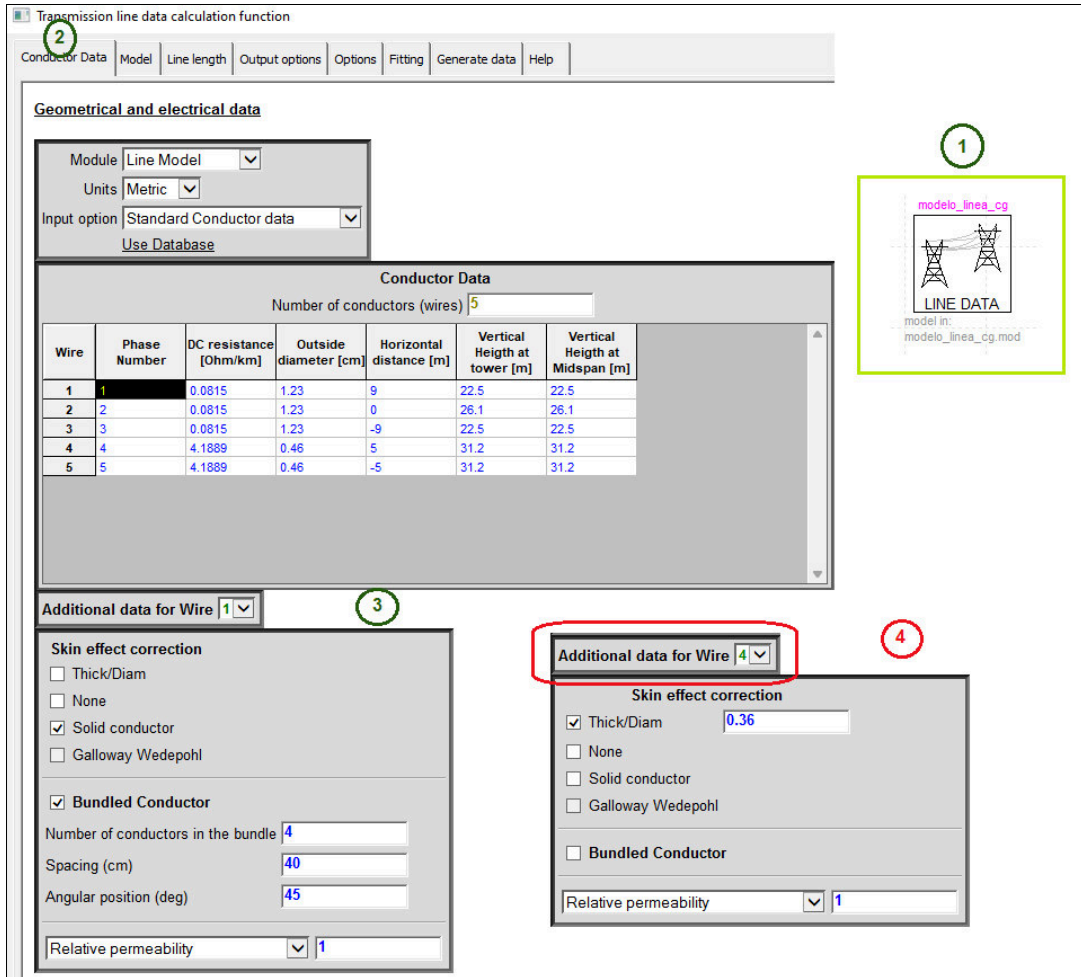 Transmission line data calculation function
2
Conductor Data Model Line length Output options Options Fitting Generate data Help
Geometrical and electrical data
Module Line Model
Units Metric
Input option Standard Conductor data
Use Database
1
modelo_linea_cg
LINE DATA
model in:
modelo_linea_cg.mod
Conductor Data
Number of conductors (wires) 5
Wire Phase Number DC resistance [Ohm/km] Outside diameter [cm] Horizontal distance [m] Vertical Heigth at tower [m] Vertical Heigth at Midspan [m]
1 1 0.0815 1.23 9 22.5 22.5
2 2 0.0815 1.23 0 26.1 26.1
3 3 0.0815 1.23 -9 22.5 22.5
4 4 4.1889 0.46 5 31.2 31.2
5 5 4.1889 0.46 -5 31.2 31.2
Additional data for Wire 1
3
Skin effect correction
Thick/Diam
None
Solid conductor
Galloway Wedepohl
Bundled Conductor
Number of conductors in the bundle 4
Spacing (cm) 40
Angular position (deg) 45
Relative permeability 1
4
Additional data for Wire 4
Skin effect correction
Thick/Diam 0.36
None
Solid conductor
Galloway Wedepohl
Bundled Conductor
Relative permeability 1